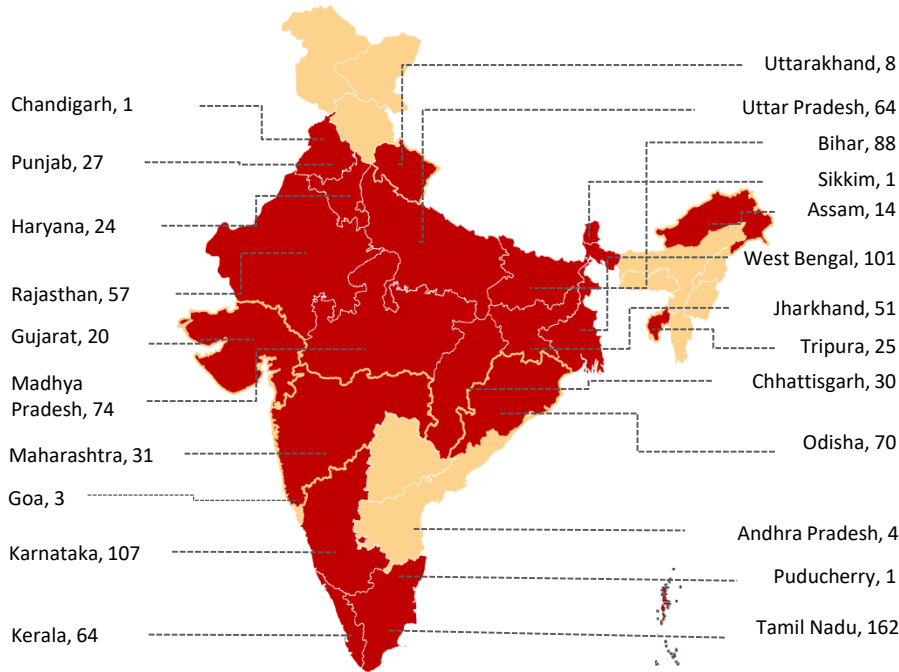 Chandigarh, 1
Punjab, 27
Haryana, 24
Rajasthan, 57
Gujarat, 20
Madhya
Pradesh, 74
Maharashtra, 31
Goa, 3
Karnataka, 107
Kerala, 64
Uttarakhand, 8
Uttar Pradesh, 64
Bihar, 88
Sikkim, 1
Assam, 14
West Bengal, 101
Jharkhand, 51
Tripura, 25
Chhattisgarh, 30
Odisha, 70
Andhra Pradesh, 4
Puducherry, 1
Tamil Nadu, 162